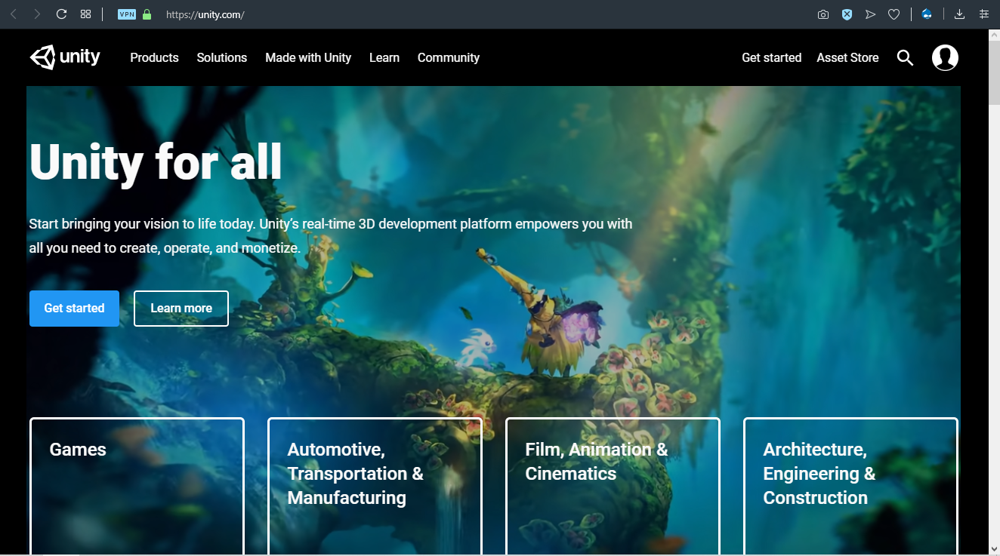 VPN https://unity.com/
unity Products Solutions Made with Unity Learn Community Get started Asset Store
Unity for all
Start bringing your vision to life today. Unity’s real-time 3D development platform empowers you with
all you need to create, operate, and monetize.
Get started Learn more
Games
Automotive,
Transportation &
Manufacturing
Film, Animation &
Cinematics
Architecture,
Engineering &
Construction